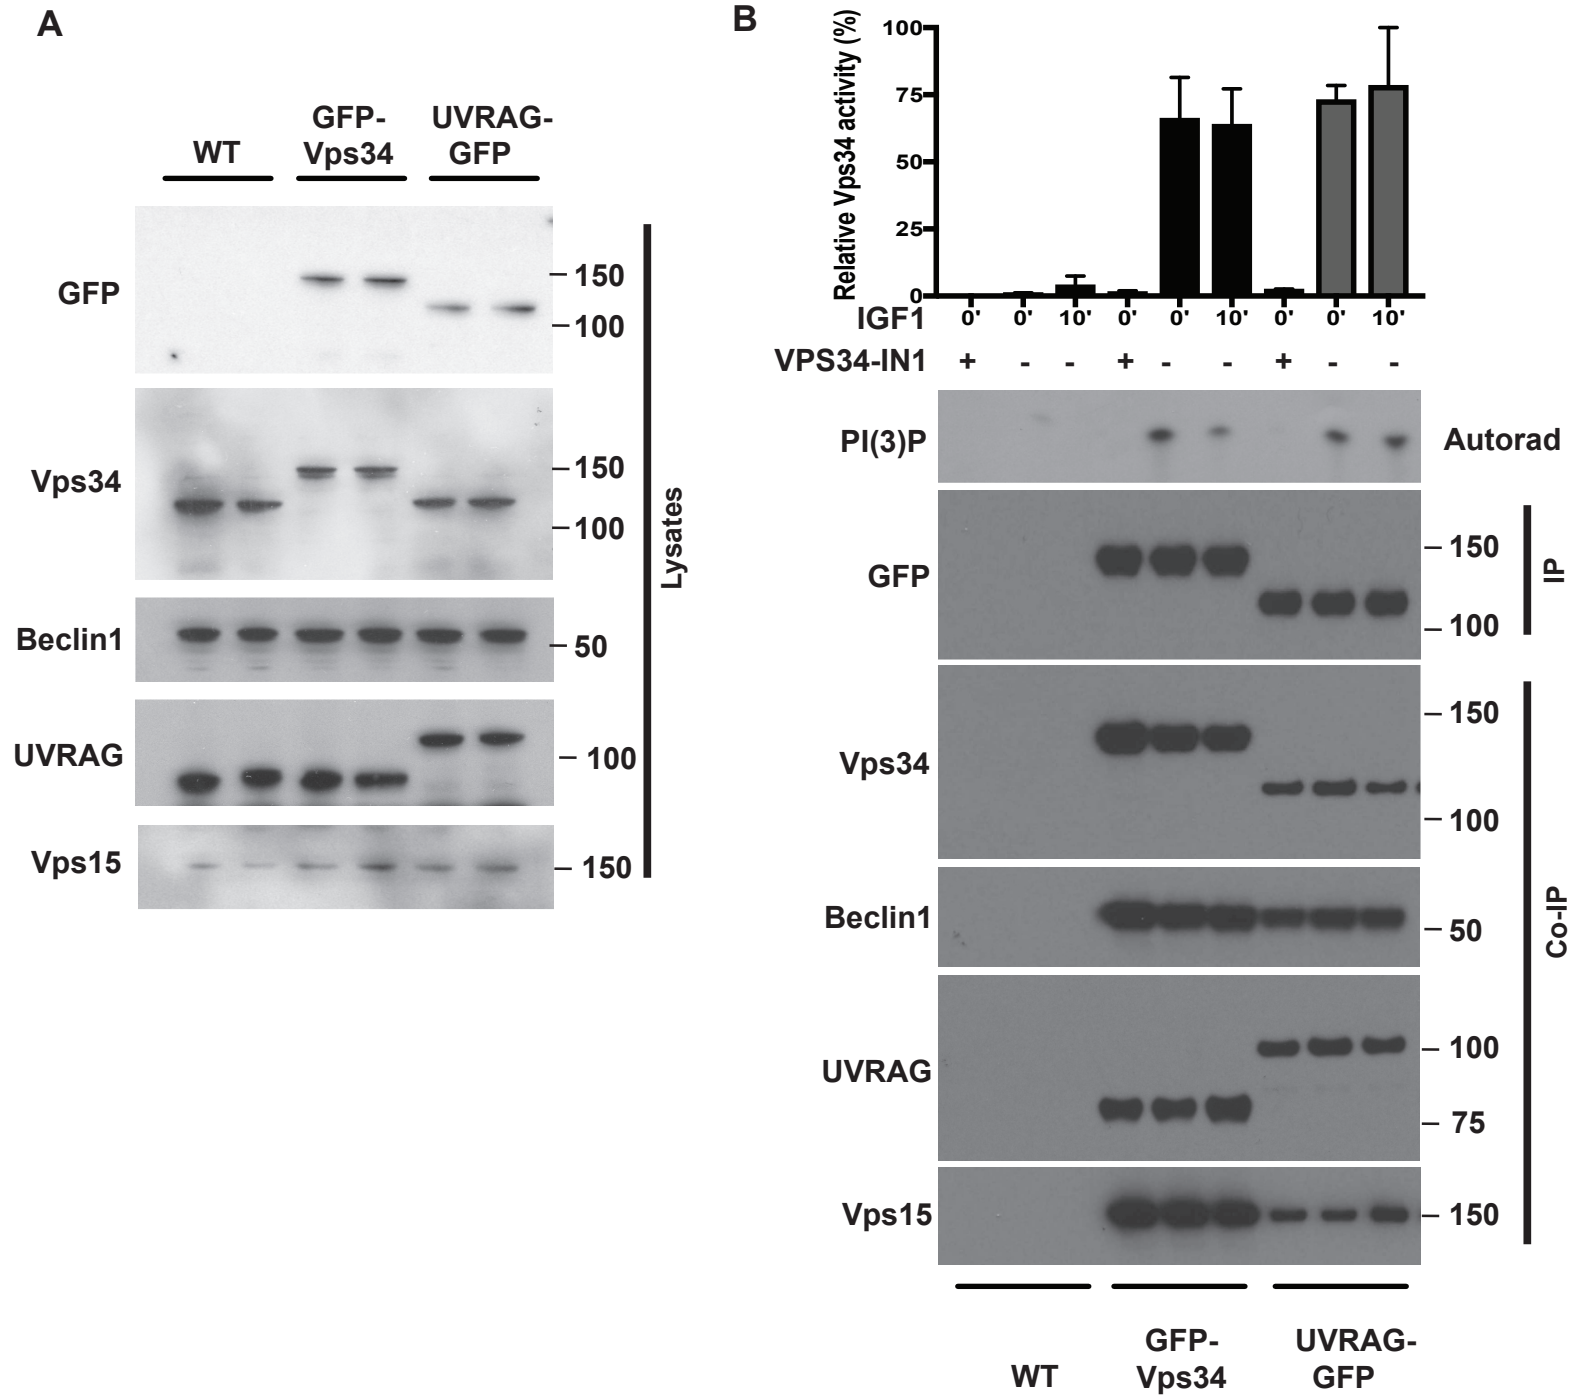 A
WT
GFP-
Vps34
UVRAG-
GFP
GFP
150
100
Vps34
150
100
Beclin1
50
UVRAG
100
Vps15
150
Lysates
B
Relative Vps34 activity (%)
100
75
50
25
0
IGF1 0' 0' 10' 0' 0' 10' 0' 0' 10'
VPS34-IN1 + - - + - - + - -
PI(3)P
Autorad
GFP
150
100
IP
Vps34
150
100
Beclin1
50
UVRAG
100
75
Vps15
150
Co-IP
WT
GFP-
Vps34
UVRAG-
GFP